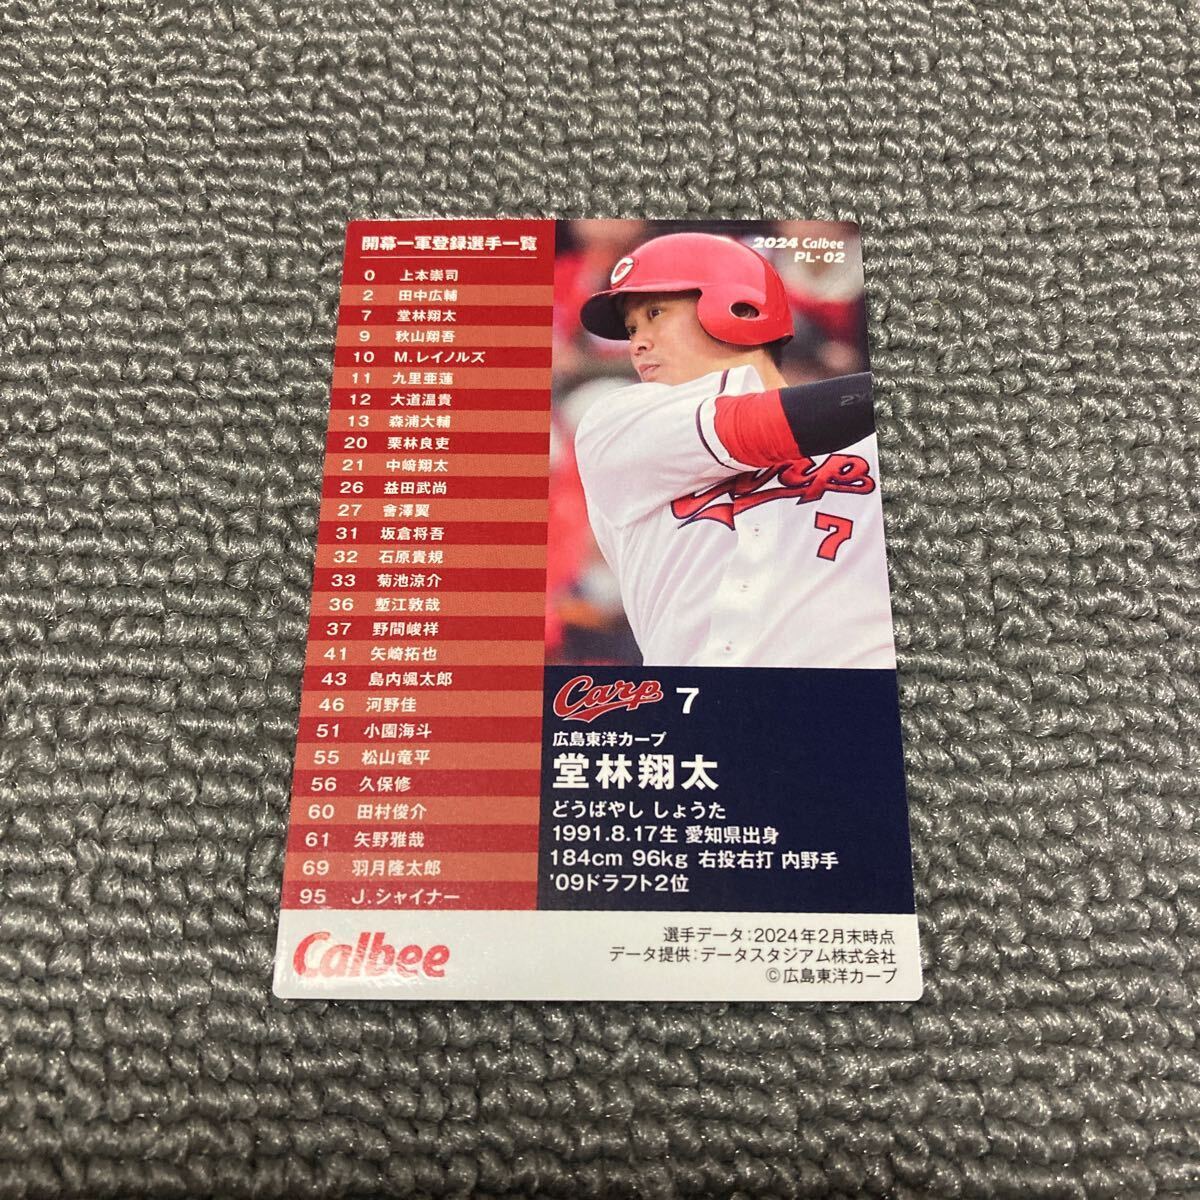 開幕一軍登録選手一覧
0 上本崇司
2 田中広輔
7 堂林翔太
9 秋山翔吾
10 M.レイノルズ
11 九里亜蓮
12 大道温貴
13 森浦大輔
20 栗林良吏
21 中﨑翔太
26 益田武尚
27 會澤翼
31 坂倉将吾
32 石原貴規
33 菊池涼介
36 塹江敦哉
37 野間峻祥
41 矢崎拓也
43 島内颯太郎
46 河野佳
51 小園海斗
55 松山竜平
56 久保修
60 田村俊介
61 矢野雅哉
69 羽月隆太郎
95 J.シャイナー
2024 Calbee
PL-02
C
Carp
7
Carp 7
広島東洋カープ
堂林翔太
どうばやし しょうた
1991.8.17生 愛知県出身
184cm 96kg 右投右打 内野手
'09ドラフト2位
Calbee
選手データ:2024年2月末時点
データ提供:データスタジアム株式会社
©広島東洋カープ